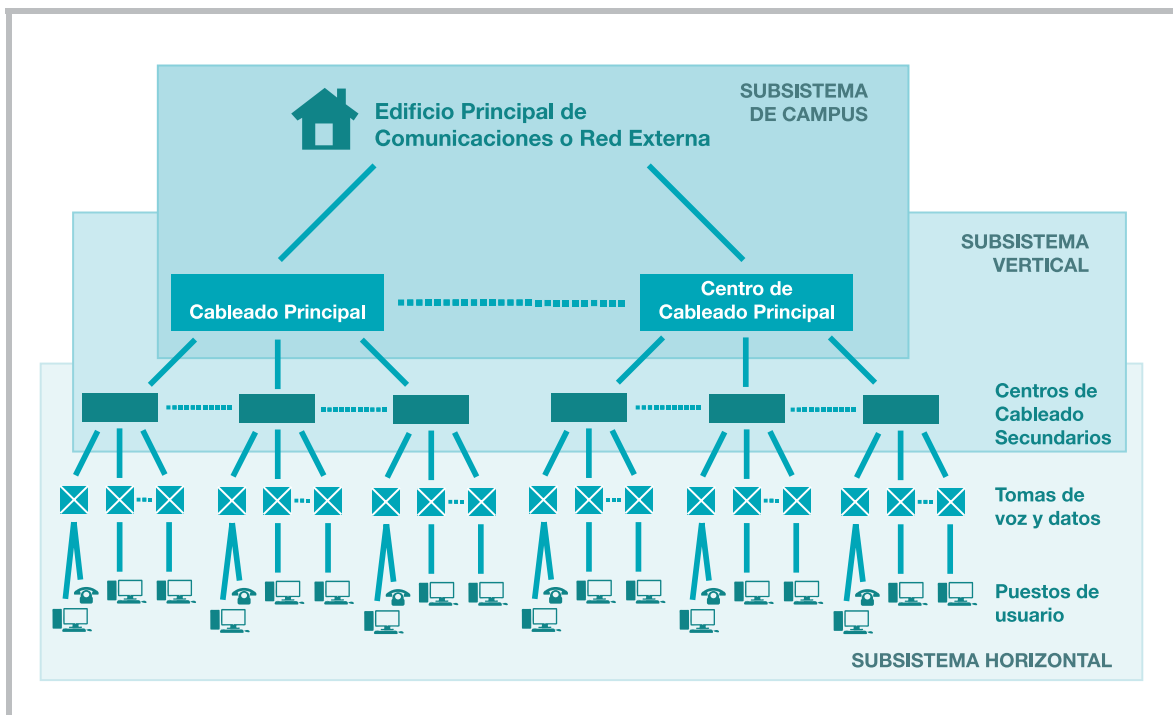 SUBSISTEMA
DE CAMPUS
Edificio Principal de
Comunicaciones o Red Externa
SUBSISTEMA
VERTICAL
Cableado Principal
Centro de
Cableado Principal
Centros de
Cableado
Secundarios
Tomas de
voz y datos
Puestos de
usuario
SUBSISTEMA HORIZONTAL